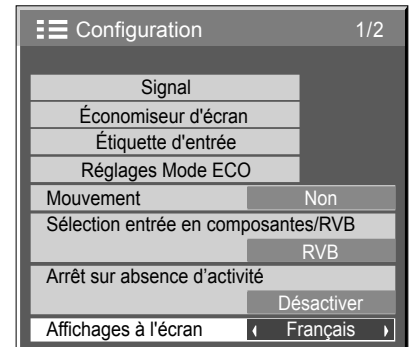 Configuration 1/2
Signal
Économiseur d'écran
Étiquette d'entrée
Réglages Mode ECO
Mouvement Non
Sélection entrée en composantes/RVB
RVB
Arrêt sur absence d’activité
Désactiver
Affichages à l'écran Français